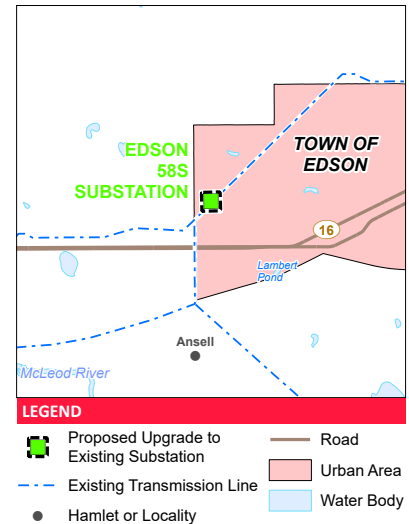 EDSON
58S
SUBSTATION
TOWN OF
EDSON
16
Lambert
Pond
Ansell
McLeod River
LEGEND
Proposed Upgrade to
Existing Substation
Existing Transmission Line
Hamlet or Locality
Road
Urban Area
Water Body